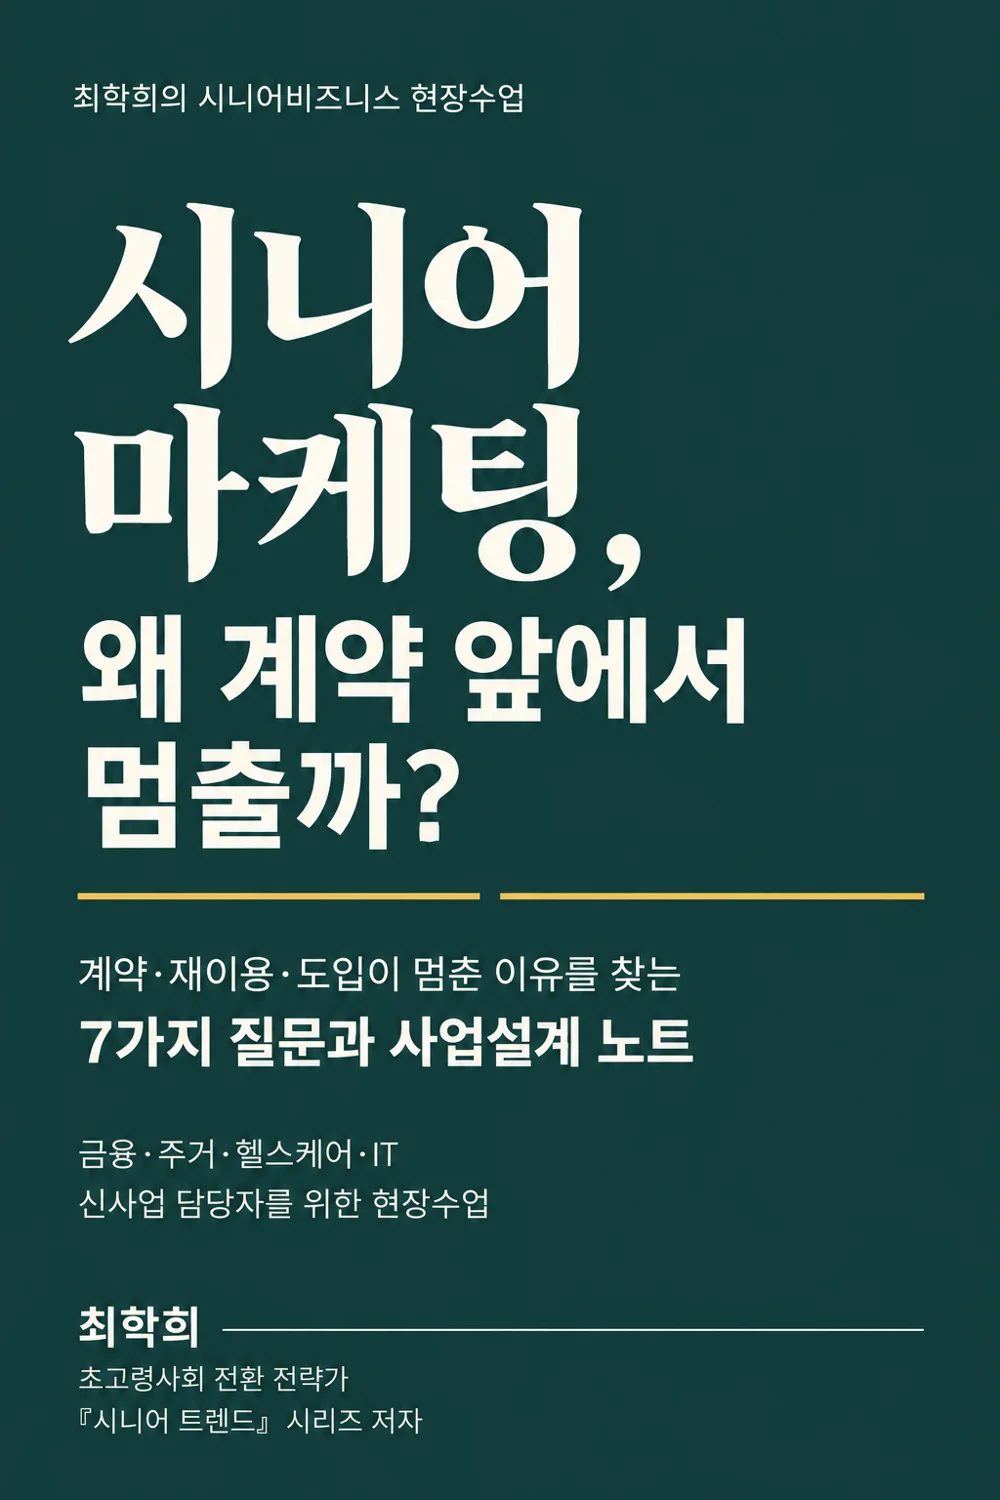 최학희의 시니어비즈니스 현장수업
시니어
마케팅,
왜 계약 앞에서
멈출까?
계약·재이용·도입이 멈춘 이유를 찾는
7가지 질문과 사업설계 노트
금융·주거·헬스케어·IT
신사업 담당자를 위한 현장수업
최학희
초고령사회 전환 전략가
『시니어 트렌드』 시리즈 저자